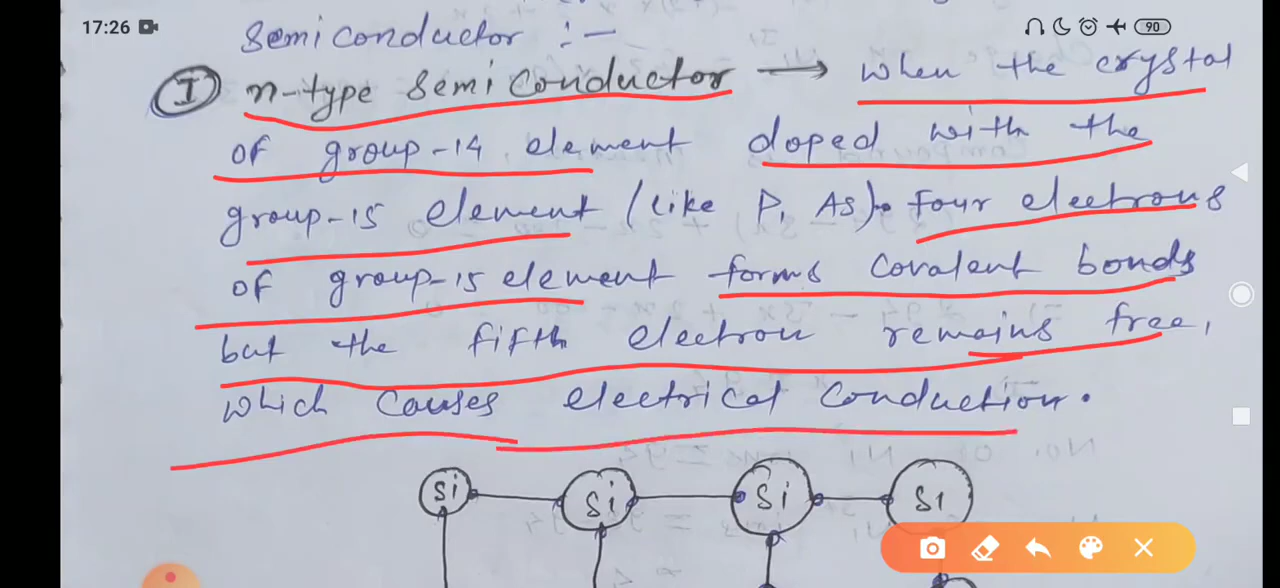 17:26
90
Semiconductor :-
I n-type Semiconductor → when the crystal
of group-14 element doped with the
group-15 element (like P, As). Four electrons
of group-15 element forms covalent bonds
but the fifth electron remains free,
which causes electrical conduction.
Si Si Si Si